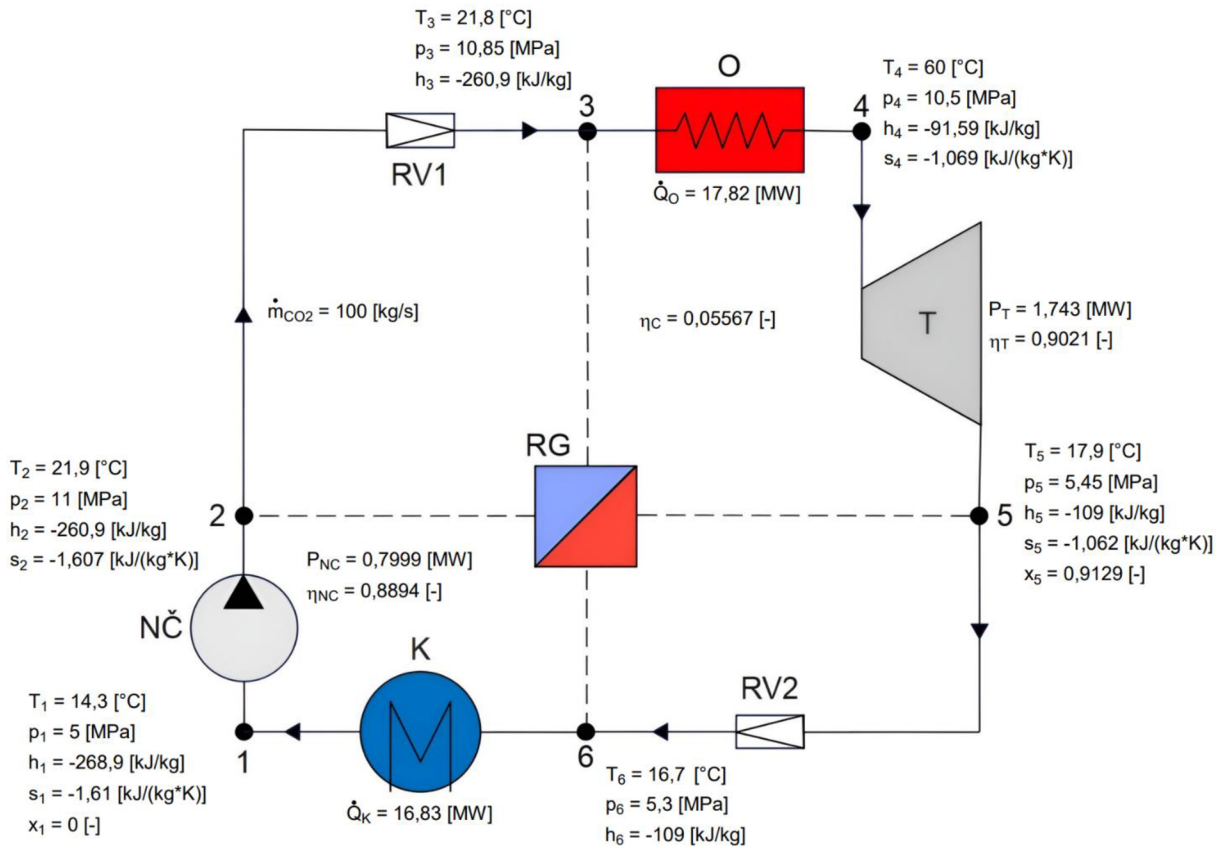 T3 = 21,8 [°C]
p3 = 10,85 [MPa]
h3 = -260,9 [kJ/kg]
3
O
4
T4 = 60 [°C]
p4 = 10,5 [MPa]
h4 = -91,59 [kJ/kg]
s4 = -1,069 [kJ/(kg*K)]
RV1
Q̇O = 17,82 [MW]
ṁCO2 = 100 [kg/s]
ηC = 0,05567 [-]
T
PT = 1,743 [MW]
ηT = 0,9021 [-]
RG
T2 = 21,9 [°C]
p2 = 11 [MPa]
h2 = -260,9 [kJ/kg]
s2 = -1,607 [kJ/(kg*K)]
2
5
T5 = 17,9 [°C]
p5 = 5,45 [MPa]
h5 = -109 [kJ/kg]
s5 = -1,062 [kJ/(kg*K)]
x5 = 0,9129 [-]
PNC = 0,7999 [MW]
ηNC = 0,8894 [-]
NČ
K
RV2
T1 = 14,3 [°C]
p1 = 5 [MPa]
h1 = -268,9 [kJ/kg]
s1 = -1,61 [kJ/(kg*K)]
x1 = 0 [-]
1
6
Q̇K = 16,83 [MW]
T6 = 16,7 [°C]
p6 = 5,3 [MPa]
h6 = -109 [kJ/kg]